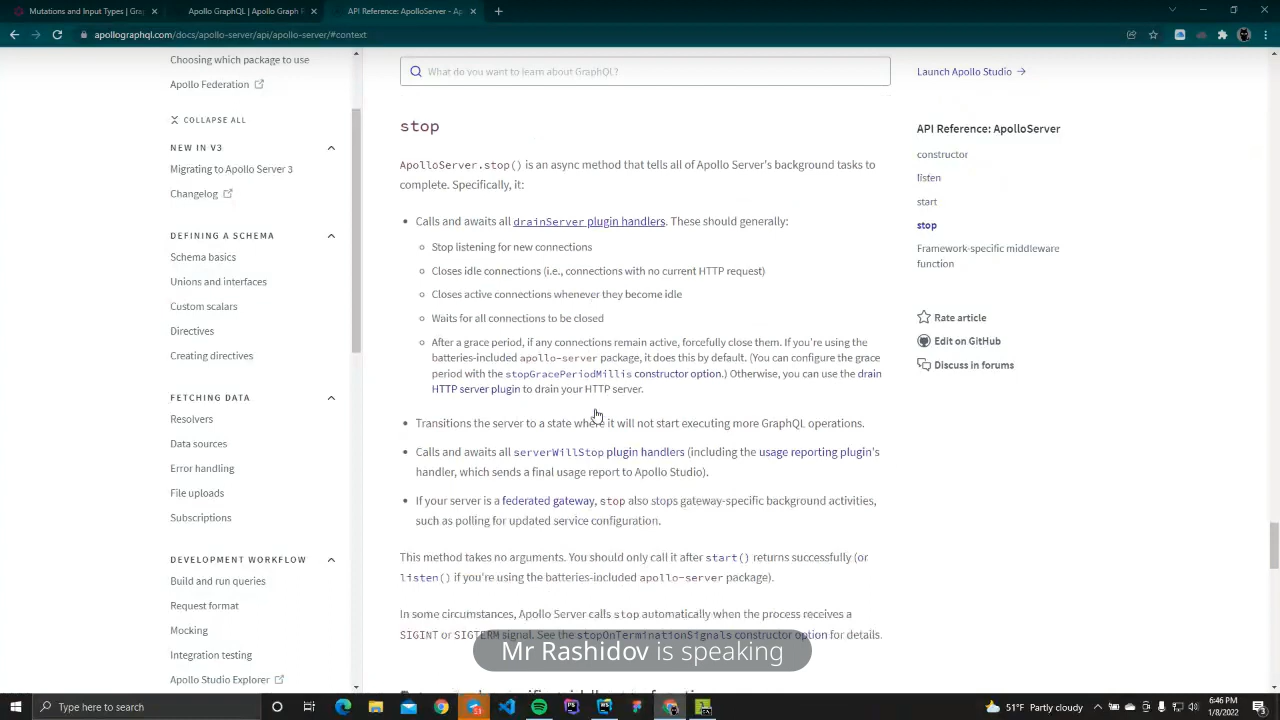 Mutations and Input Types | Gra
Apollo GraphQL | Apollo Graph
API Reference: ApolloServer - Ap
apollographql.com/docs/apollo-server/api/apollo-server/#context
Choosing which package to use
Apollo Federation
COLLAPSE ALL
NEW IN V3
Migrating to Apollo Server 3
Changelog
DEFINING A SCHEMA
Schema basics
Unions and interfaces
Custom scalars
Directives
Creating directives
FETCHING DATA
Resolvers
Data sources
Error handling
File uploads
Subscriptions
DEVELOPMENT WORKFLOW
Build and run queries
Request format
Mocking
Integration testing
Apollo Studio Explorer
What do you want to learn about GraphQL?
stop
ApolloServer.stop() is an async method that tells all of Apollo Server's background tasks to
complete. Specifically, it:
Calls and awaits all drainServer plugin handlers. These should generally:
Stop listening for new connections
Closes idle connections (i.e., connections with no current HTTP request)
Closes active connections whenever they become idle
Waits for all connections to be closed
After a grace period, if any connections remain active, forcefully close them. If you're using the
batteries-included apollo-server package, it does this by default. (You can configure the grace
period with the stopGracePeriodMillis constructor option.) Otherwise, you can use the drain
HTTP server plugin to drain your HTTP server.
Transitions the server to a state where it will not start executing more GraphQL operations.
Calls and awaits all serverWillStop plugin handlers (including the usage reporting plugin's
handler, which sends a final usage report to Apollo Studio).
If your server is a federated gateway, stop also stops gateway-specific background activities,
such as polling for updated service configuration.
This method takes no arguments. You should only call it after start() returns successfully (or
listen() if you're using the batteries-included apollo-server package).
In some circumstances, Apollo Server calls stop automatically when the process receives a
SIGINT or SIGTERM signal. See the stopOnTerminationSignals constructor option for details.
Mr Rashidov is speaking
Launch Apollo Studio
API Reference: ApolloServer
constructor
listen
start
stop
Framework-specific middleware
function
Rate article
Edit on GitHub
Discuss in forums
Type here to search
51°F Partly cloudy
6:46 PM
1/8/2022